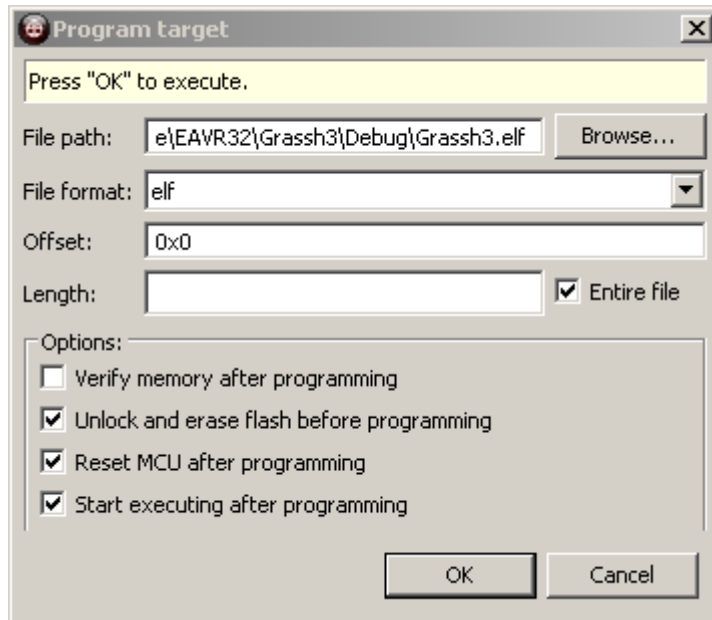 Program target
Press "OK" to execute.
File path: e\EAVR32\Grassh3\Debug\Grassh3.elf Browse...
File format: elf
Offset: 0x0
Length: Entire file
Options:
Verify memory after programming
Unlock and erase flash before programming
Reset MCU after programming
Start executing after programming
OK Cancel